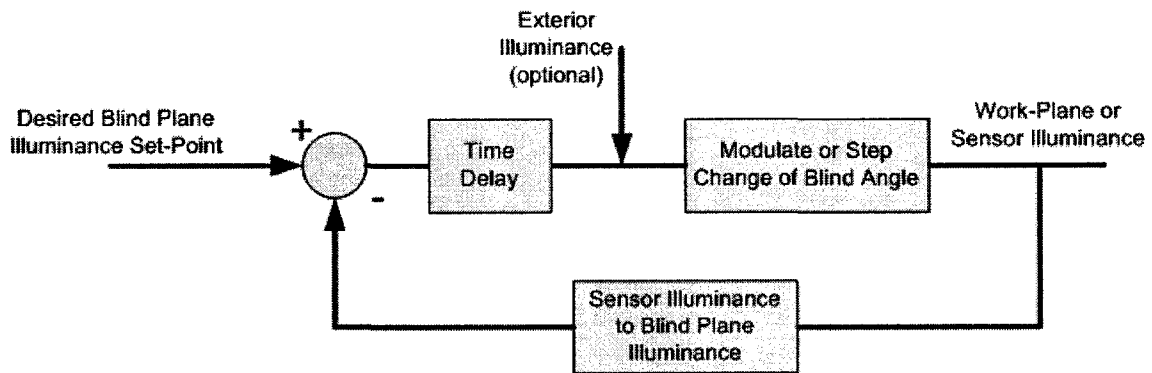 Exterior
Illuminance
(optional)
Desired Blind Plane
Illuminance Set-Point
+
-
Time
Delay
Modulate or Step
Change of Blind Angle
Work-Plane or
Sensor Illuminance
Sensor Illuminance
to Blind Plane
Illuminance